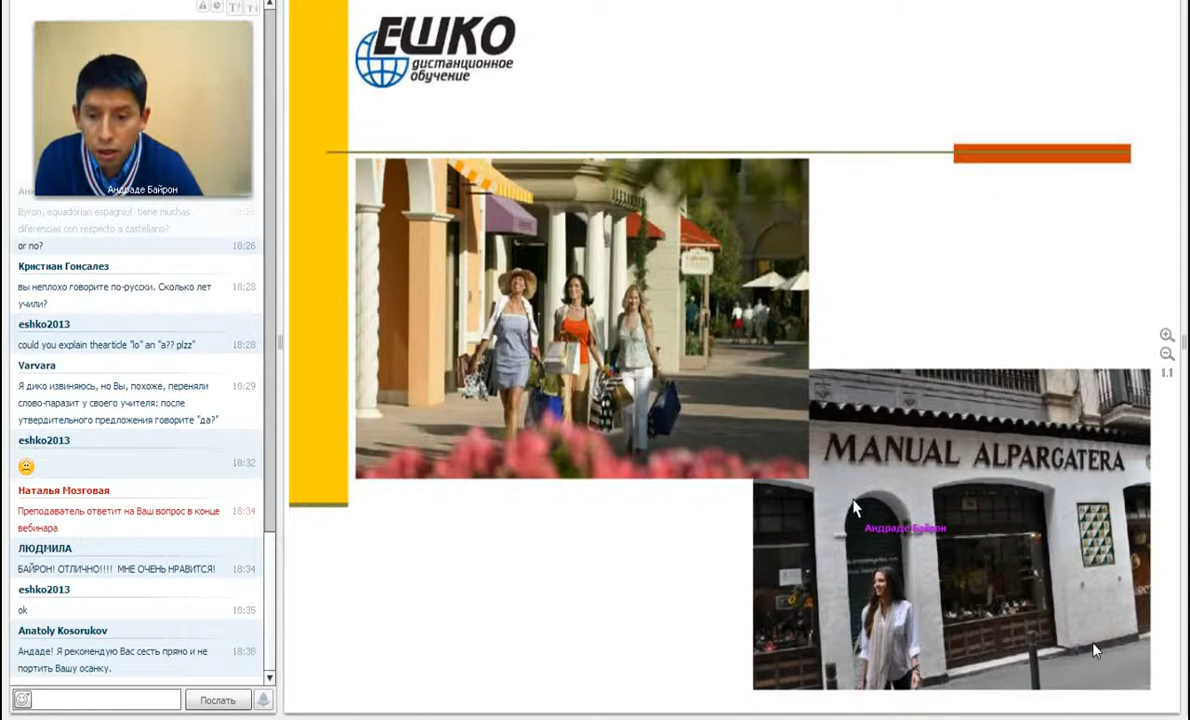 Андраде Байрон
Byron, equadorian espagniol tiene muchas
diferencias con respecto a castellano?
or no?
18:26
Кристиан Гонсалез
вы неплохо говорите по-русски. Сколько лет
учили?
18:28
eshko2013
could you explain thearticle "lo" an "a?? plzz"
18:28
Varvara
Я дико извиняюсь, но Вы, похоже, переняли
слово-паразит у своего учителя: после
утвердительного предложения говорите "да?"
18:29
eshko2013
18:32
Наталья Мозговая
Преподаватель ответит на Ваш вопрос в конце
вебинара
18:34
ЛЮДМИЛА
БАЙРОН! ОТЛИЧНО!!!! МНЕ ОЧЕНЬ НРАВИТСЯ!
18:34
eshko2013
ok
18:35
Anatoly Kosorukov
Андаде! Я рекомендую Вас сесть прямо и не
портить Вашу осанку.
18:38
Послать
ЕШКО
дистанционное
обучение
MANUAL ALPARGATERA
Андраде Байрон
1.1